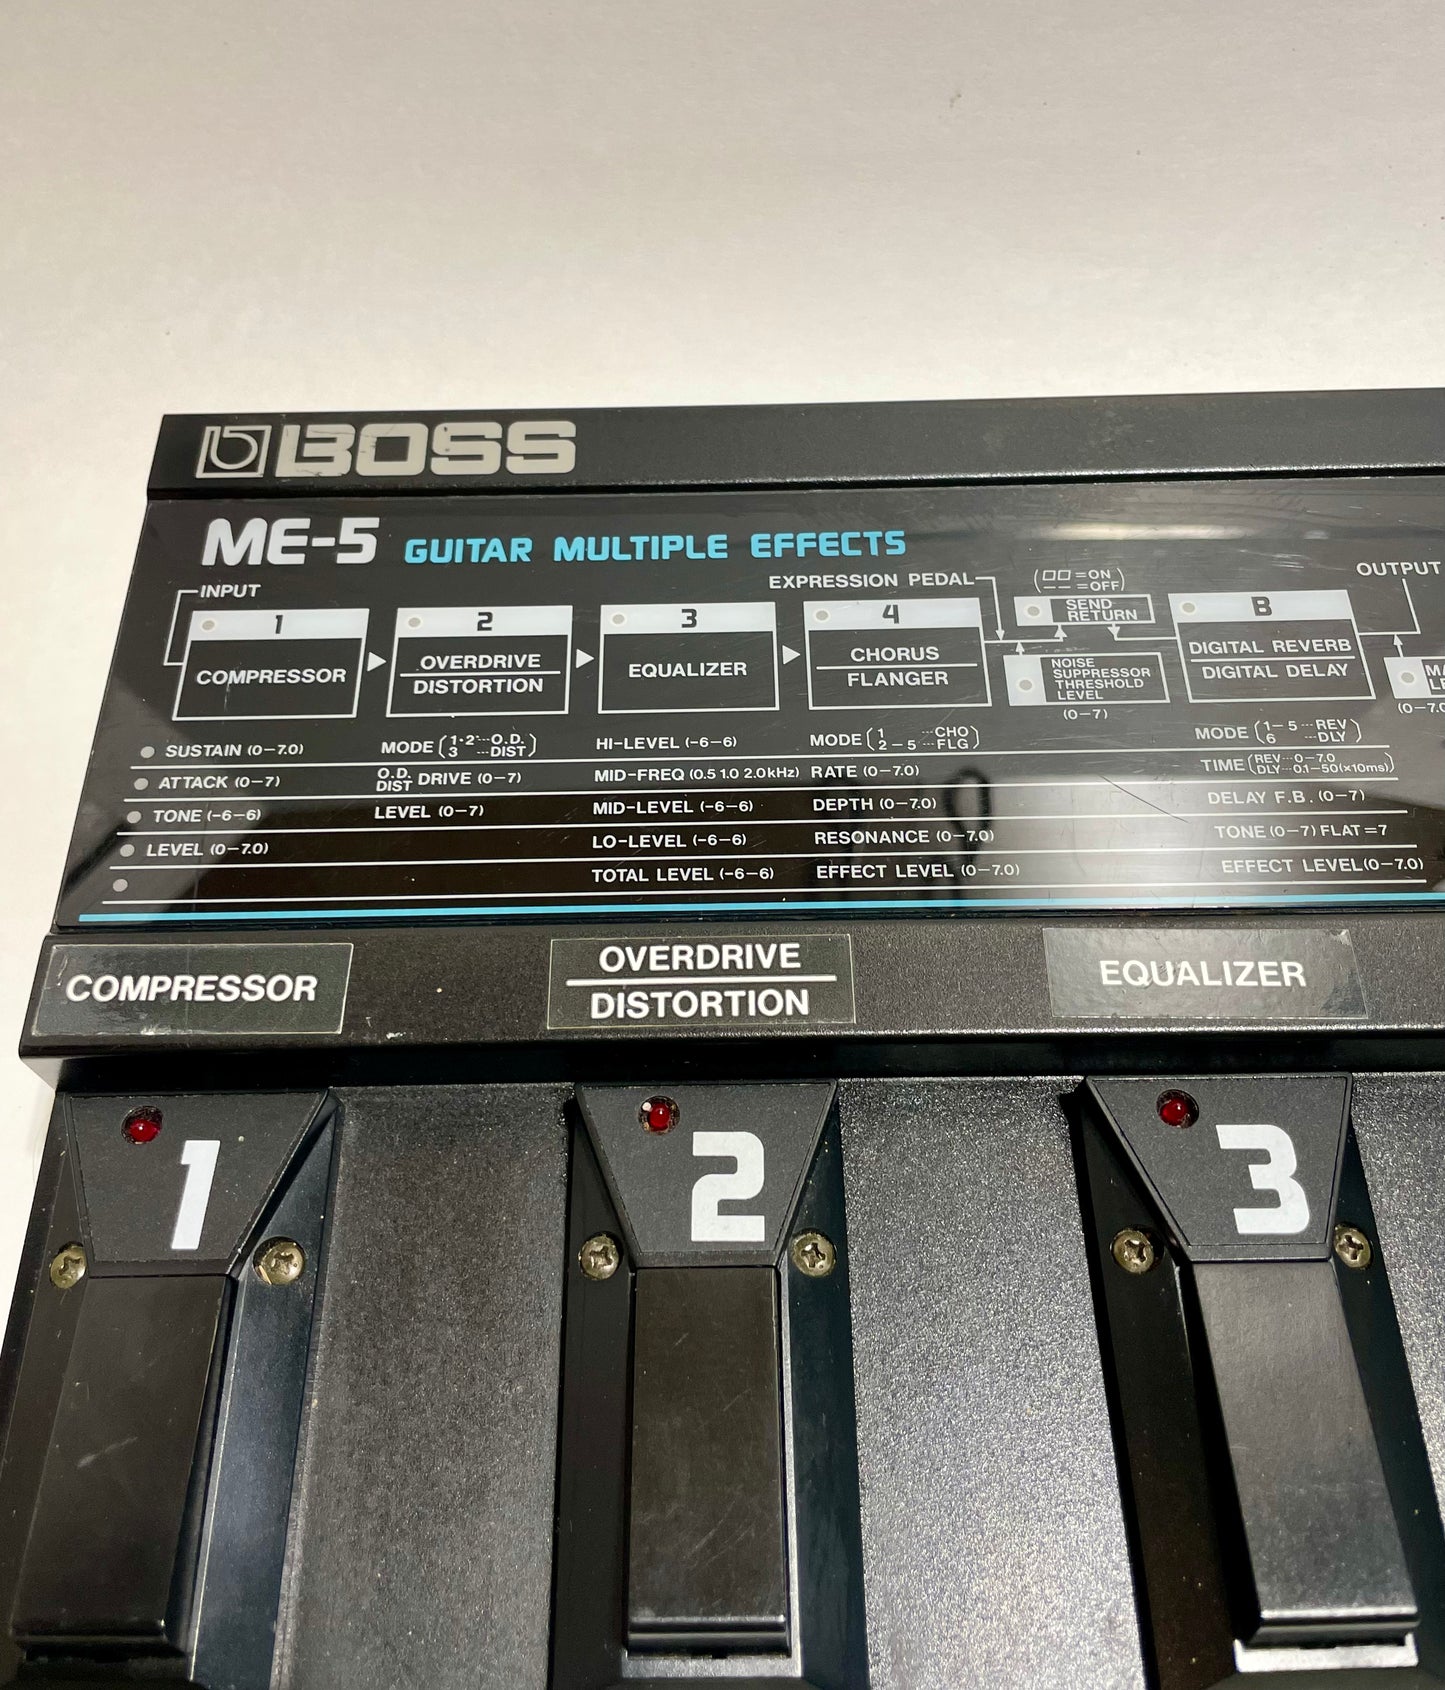 BOSS
ME-5 GUITAR MULTIPLE EFFECTS
INPUT
EXPRESSION PEDAL
(□□=ON
――=OFF)
OUTPUT
1
COMPRESSOR
2
OVERDRIVE
DISTORTION
3
EQUALIZER
4
CHORUS
FLANGER
SEND
RETURN
NOISE
SUPPRESSOR
THRESHOLD
LEVEL
(0–7)
B
DIGITAL REVERB
DIGITAL DELAY
SUSTAIN (0–7.0)
ATTACK (0–7)
TONE (-6–6)
LEVEL (0–7.0)
MODE (1·2···O.D.
3 ···DIST)
O.D.
DIST DRIVE (0–7)
LEVEL (0–7)
HI-LEVEL (-6–6)
MID-FREQ (0.5 1.0 2.0kHz)
MID-LEVEL (-6–6)
LO-LEVEL (-6–6)
TOTAL LEVEL (-6–6)
MODE (1 ···CHO
2–5 ···FLG)
RATE (0–7.0)
DEPTH (0–7.0)
RESONANCE (0–7.0)
EFFECT LEVEL (0–7.0)
MODE (1–5 ···REV
6 ···DLY)
TIME (REV···0–7.0
DLY···0.1–50(×10ms))
DELAY F.B. (0–7)
TONE (0–7) FLAT=7
EFFECT LEVEL (0–7.0)
COMPRESSOR
OVERDRIVE
DISTORTION
EQUALIZER
1
2
3